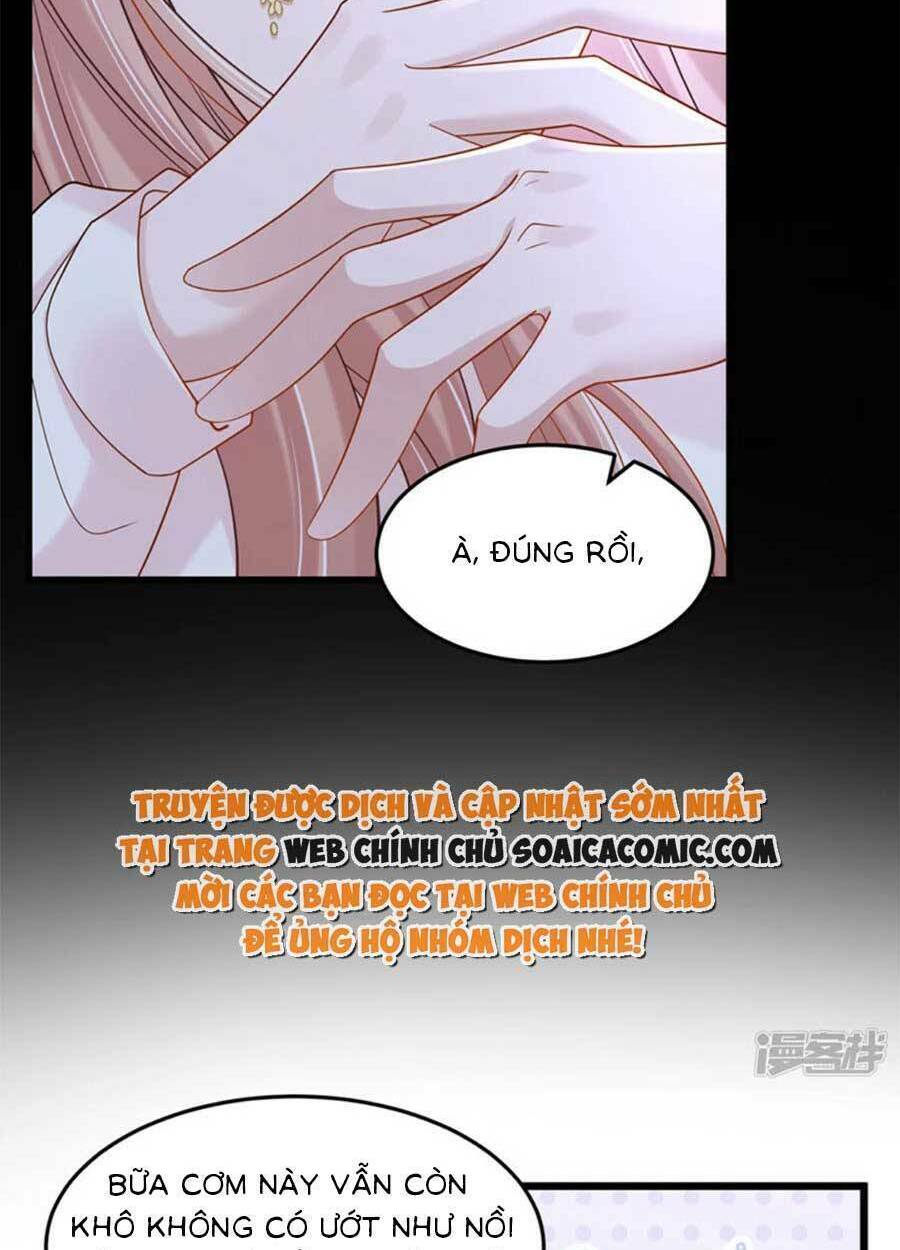 À, ĐÚNG RỒI,
TRUYỆN ĐƯỢC DỊCH VÀ CẬP NHẬT SỚM NHẤT
TẠI TRANG WEB CHÍNH CHỦ SOAICACOMIC.COM
MỜI CÁC BẠN ĐỌC TẠI WEB CHÍNH CHỦ
ĐỂ ỦNG HỘ NHÓM DỊCH NHÉ!
漫客栈
BỮA CƠM NÀY VẪN CÒN
KHÔ KHÔNG CÓ ƯỚT NHƯ NỒI